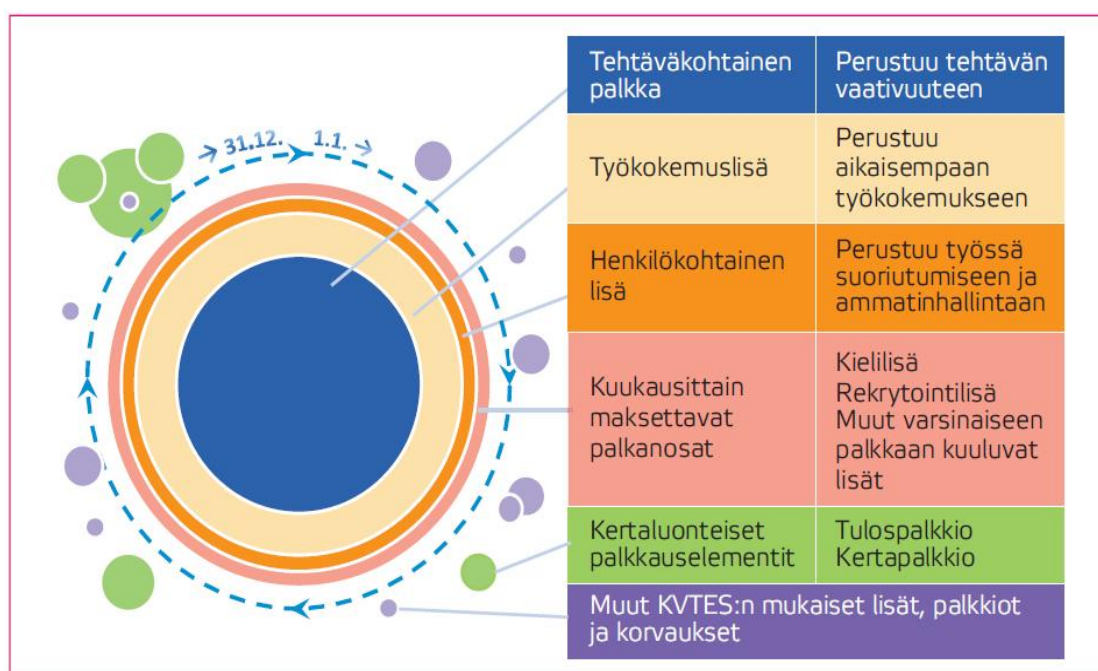 → 31.12. 1.1. →
Tehtäväkohtainen
palkka
Perustuu tehtävän
vaativuuteen
Työkokemuslisä
Perustuu
aikaisempaan
työkokemukseen
Henkilökohtainen
lisä
Perustuu työssä
suoriutumiseen ja
ammatinhallintaan
Kuukausittain
maksettavat
palkanosat
Kielilisä
Rekrytointilisä
Muut varsinaiseen
palkkaan kuuluvat
lisät
Kertaluonteiset
palkkauselementit
Tulospalkkio
Kertapalkkio
Muut KVTES:n mukaiset lisät, palkkiot
ja korvaukset